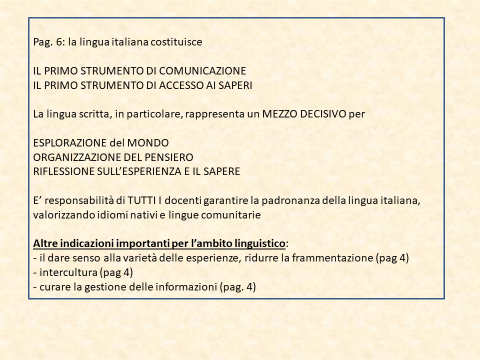 Pag. 6: la lingua italiana costituisce
IL PRIMO STRUMENTO DI COMUNICAZIONE
IL PRIMO STRUMENTO DI ACCESSO AI SAPERI
La lingua scritta, in particolare, rappresenta un MEZZO DECISIVO per
ESPLORAZIONE del MONDO
ORGANIZZAZIONE DEL PENSIERO
RIFLESSIONE SULL’ESPERIENZA E IL SAPERE
E’ responsabilità di TUTTI I docenti garantire la padronanza della lingua italiana,
valorizzando idiomi nativi e lingue comunitarie
Altre indicazioni importanti per l’ambito linguistico:
- il dare senso alla varietà delle esperienze, ridurre la frammentazione (pag 4)
- intercultura (pag 4)
- curare la gestione delle informazioni (pag. 4)